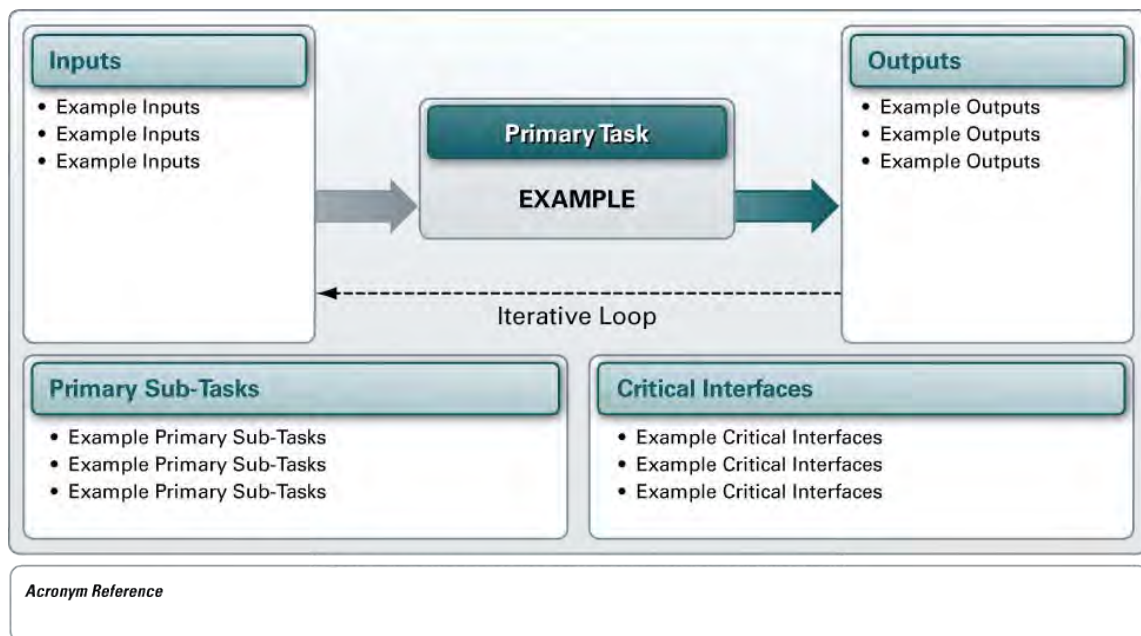 Inputs
• Example Inputs
• Example Inputs
• Example Inputs
Primary Task
EXAMPLE
Outputs
• Example Outputs
• Example Outputs
• Example Outputs
Iterative Loop
Primary Sub-Tasks
• Example Primary Sub-Tasks
• Example Primary Sub-Tasks
• Example Primary Sub-Tasks
Critical Interfaces
• Example Critical Interfaces
• Example Critical Interfaces
• Example Critical Interfaces
Acronym Reference